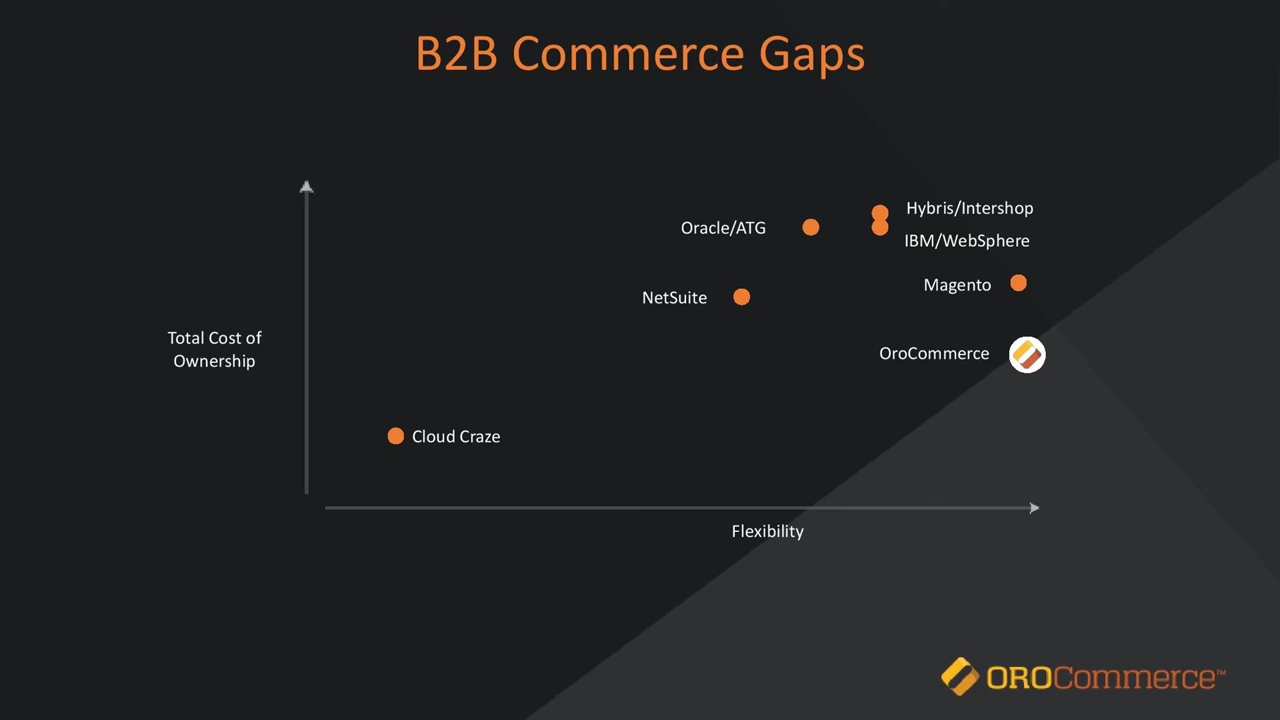 B2B Commerce Gaps
Hybris/Intershop
Oracle/ATG
IBM/WebSphere
Magento
NetSuite
Total Cost of
Ownership
OroCommerce
Cloud Craze
Flexibility
OROCommerce™